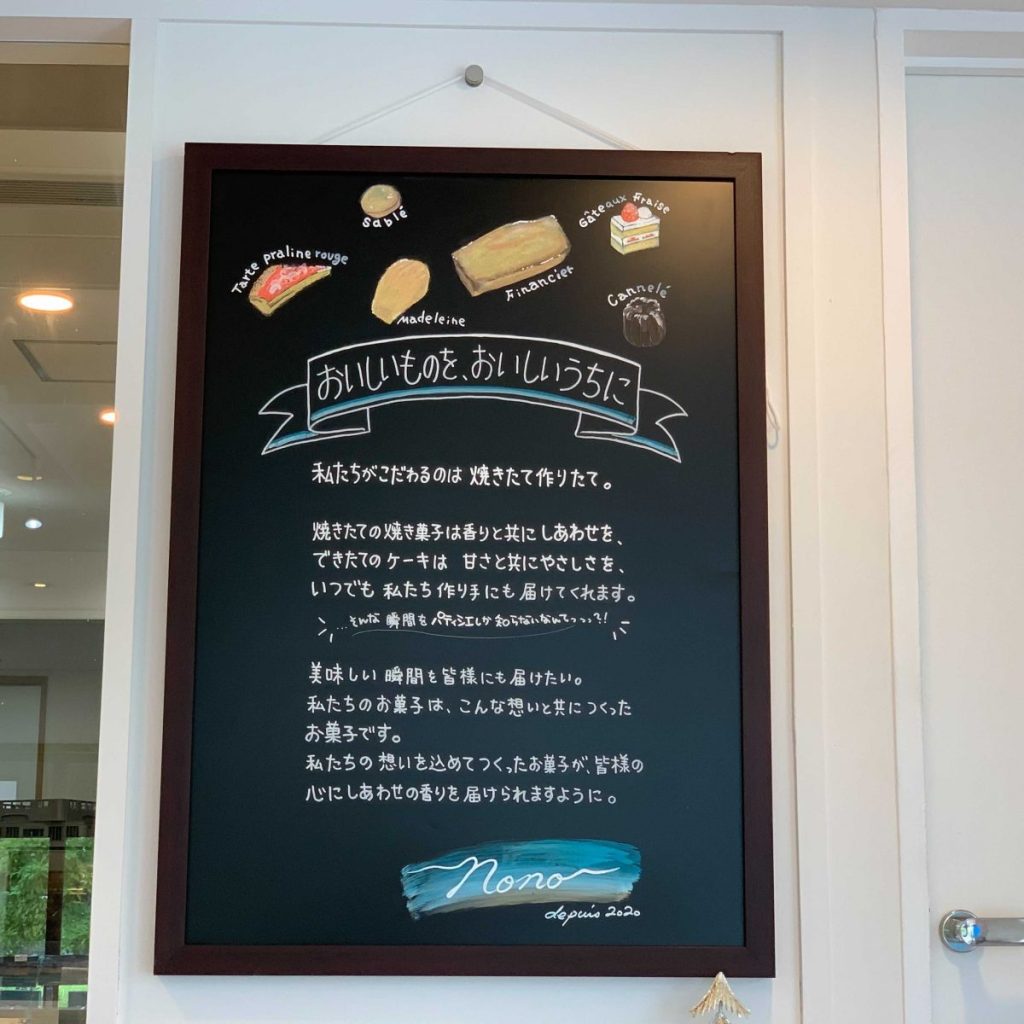 Sablé
Gâteaux fraise
Tarte praline rouge
Madeleine
Financier
Cannelé
おいしいものを、おいしいうちに
私たちがこだわるのは 焼きたて作りたて。
焼きたての焼き菓子は香りと共に しあわせを、
できたてのケーキは 甘さと共にやさしさを、
いつでも 私たち作り手にも届けてくれます。
…そんな 瞬間を パティシエしか知らないなんてっっっ?!
美味しい 瞬間を皆様にも届けたい。
私たちのお菓子は、こんな想いと共につくった
お菓子です。
私たちの想いを込めてつくったお菓子が、皆様の
心にしあわせの香りを届けられますように。
nono
depuis 2020